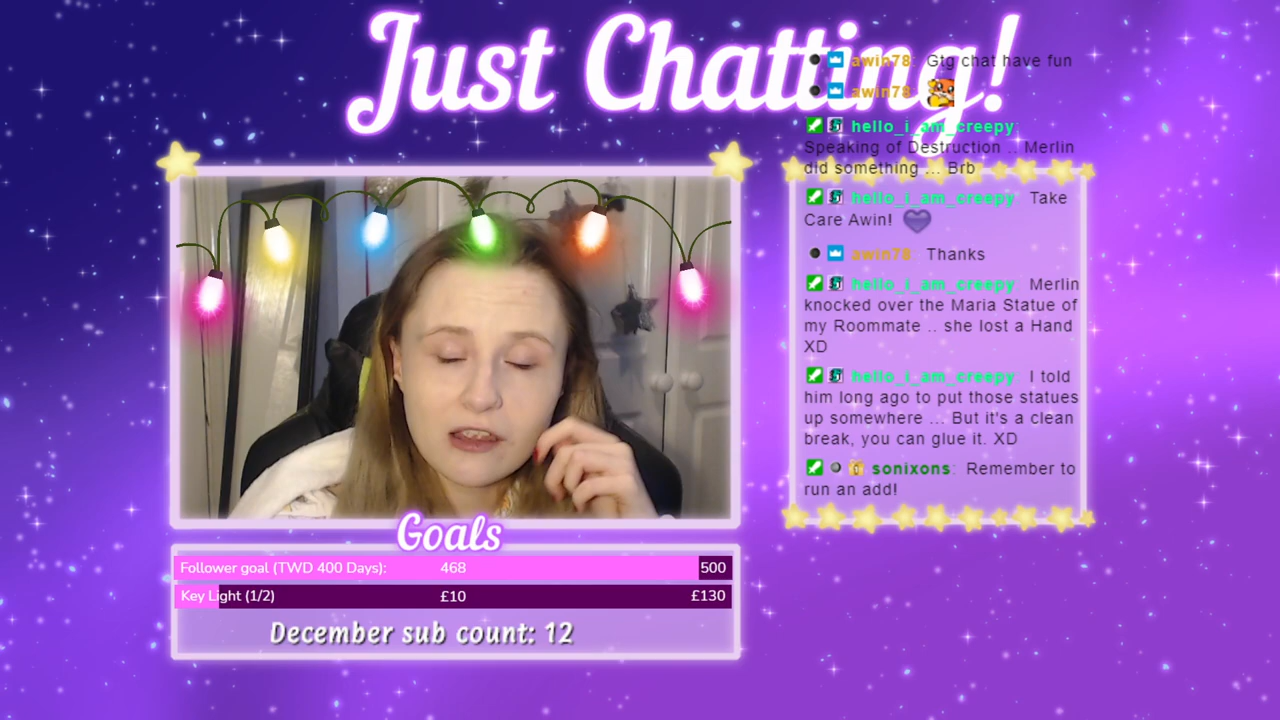 Just Chatting!
awin78: Gtg chat have fun
awin78:
hello_i_am_creepy:
Speaking of Destruction .. Merlin
did something ... Brb
hello_i_am_creepy: Take
Care Awin!
awin78: Thanks
hello_i_am_creepy: Merlin
knocked over the Maria Statue of
my Roommate .. she lost a Hand
XD
hello_i_am_creepy: I told
him long ago to put those statues
up somewhere ... But it's a clean
break, you can glue it. XD
sonixons: Remember to
run an add!
Goals
Follower goal (TWD 400 Days): 468 500
Key Light (1/2) £10 £130
December sub count: 12